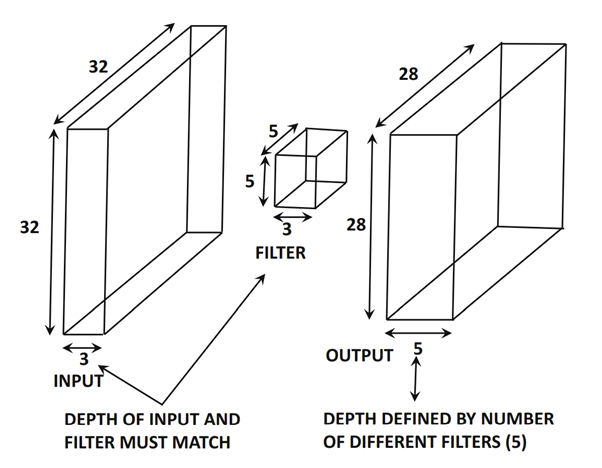 32
32
3
INPUT
5
5
3
FILTER
28
28
5
OUTPUT
DEPTH OF INPUT AND
FILTER MUST MATCH
DEPTH DEFINED BY NUMBER
OF DIFFERENT FILTERS (5)